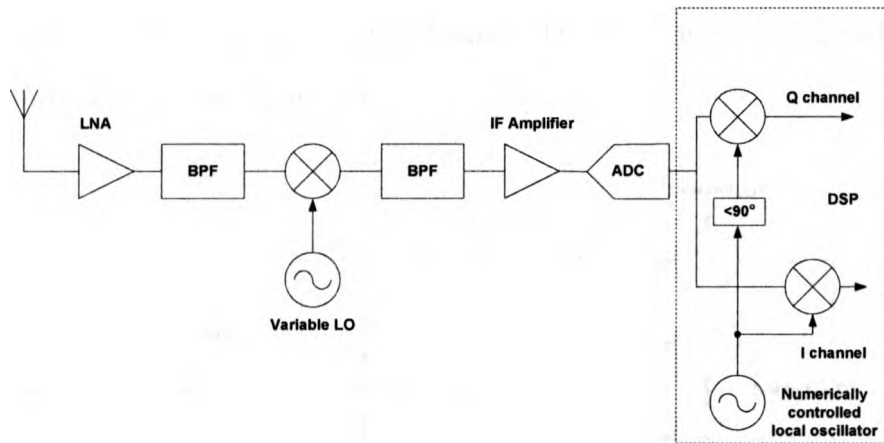 LNA
BPF
BPF
IF Amplifier
ADC
Q channel
<90°
DSP
Variable LO
I channel
Numerically
controlled
local oscillator